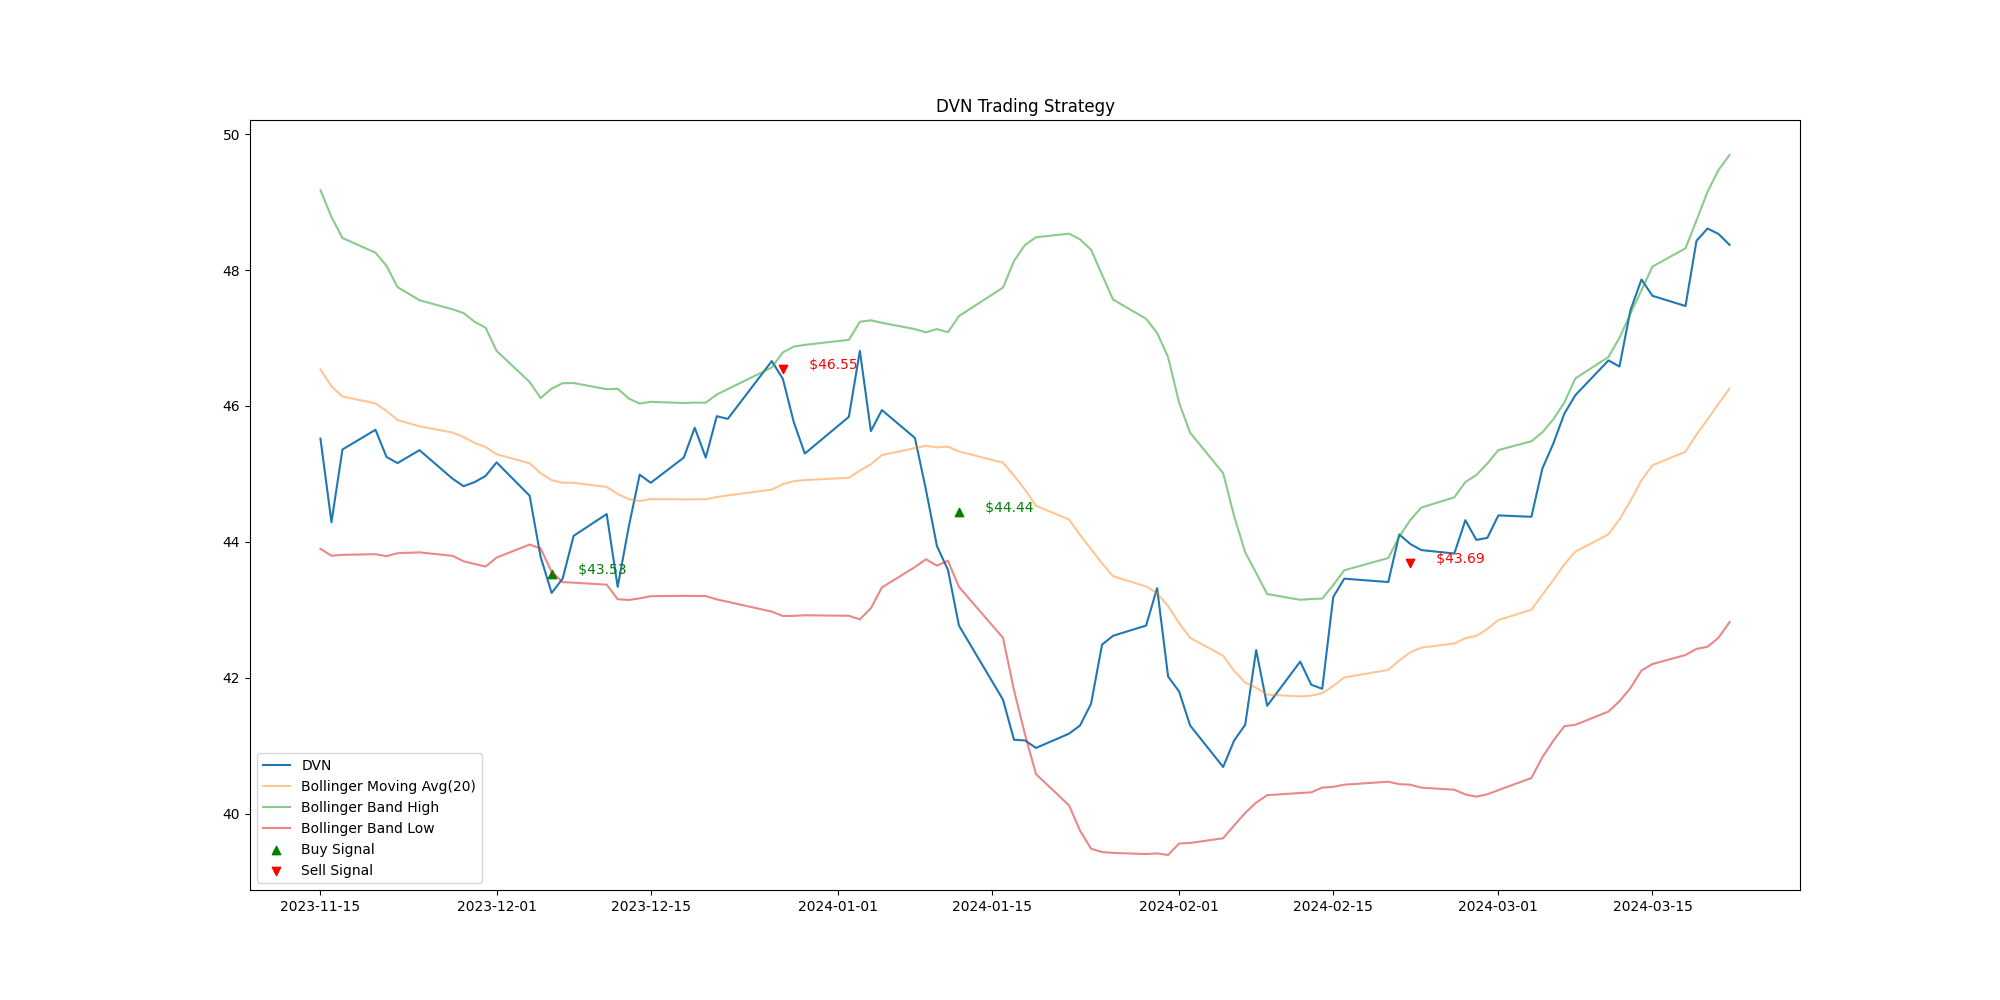 DVN Trading Strategy
50
48
46
44
42
40
$46.55
$44.44
$43.53
$43.69
DVN
Bollinger Moving Avg(20)
Bollinger Band High
Bollinger Band Low
Buy Signal
Sell Signal
2023-11-15
2023-12-01
2023-12-15
2024-01-01
2024-01-15
2024-02-01
2024-02-15
2024-03-01
2024-03-15